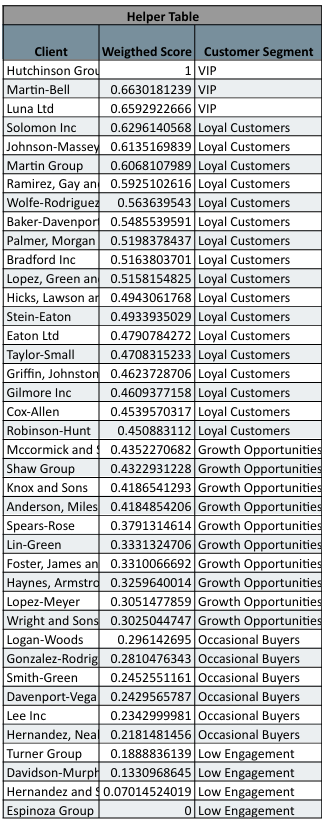 Helper Table
Client Weigthed Score Customer Segment
Hutchinson Grou 1 VIP
Martin-Bell 0.6630181239 VIP
Luna Ltd 0.6592922666 VIP
Solomon Inc 0.6296140568 Loyal Customers
Johnson-Massey 0.6135169839 Loyal Customers
Martin Group 0.6068107989 Loyal Customers
Ramirez, Gay an 0.5925102616 Loyal Customers
Wolfe-Rodriguez 0.563639543 Loyal Customers
Baker-Davenport 0.5485539591 Loyal Customers
Palmer, Morgan 0.5198378437 Loyal Customers
Bradford Inc 0.5163803701 Loyal Customers
Lopez, Green an 0.5158154825 Loyal Customers
Hicks, Lawson ar 0.4943061768 Loyal Customers
Stein-Eaton 0.4933935029 Loyal Customers
Eaton Ltd 0.4790784272 Loyal Customers
Taylor-Small 0.4708315233 Loyal Customers
Griffin, Johnston 0.4623728706 Loyal Customers
Gilmore Inc 0.4609377158 Loyal Customers
Cox-Allen 0.4539570317 Loyal Customers
Robinson-Hunt 0.450883112 Loyal Customers
Mccormick and S 0.4352270682 Growth Opportunities
Shaw Group 0.4322931228 Growth Opportunities
Knox and Sons 0.4186541293 Growth Opportunities
Anderson, Miles 0.4184854206 Growth Opportunities
Spears-Rose 0.3791314614 Growth Opportunities
Lin-Green 0.3331324706 Growth Opportunities
Foster, James an 0.3310066692 Growth Opportunities
Haynes, Armstro 0.3259640014 Growth Opportunities
Lopez-Meyer 0.3051477859 Growth Opportunities
Wright and Sons 0.3025044747 Growth Opportunities
Logan-Woods 0.296142695 Occasional Buyers
Gonzalez-Rodrig 0.2810476343 Occasional Buyers
Smith-Green 0.2452551161 Occasional Buyers
Davenport-Vega 0.2429565787 Occasional Buyers
Lee Inc 0.2342999981 Occasional Buyers
Hernandez, Neal 0.2181481456 Occasional Buyers
Turner Group 0.1888836139 Low Engagement
Davidson-Murph 0.1330968645 Low Engagement
Hernandez and S 0.07014524019 Low Engagement
Espinoza Group 0 Low Engagement